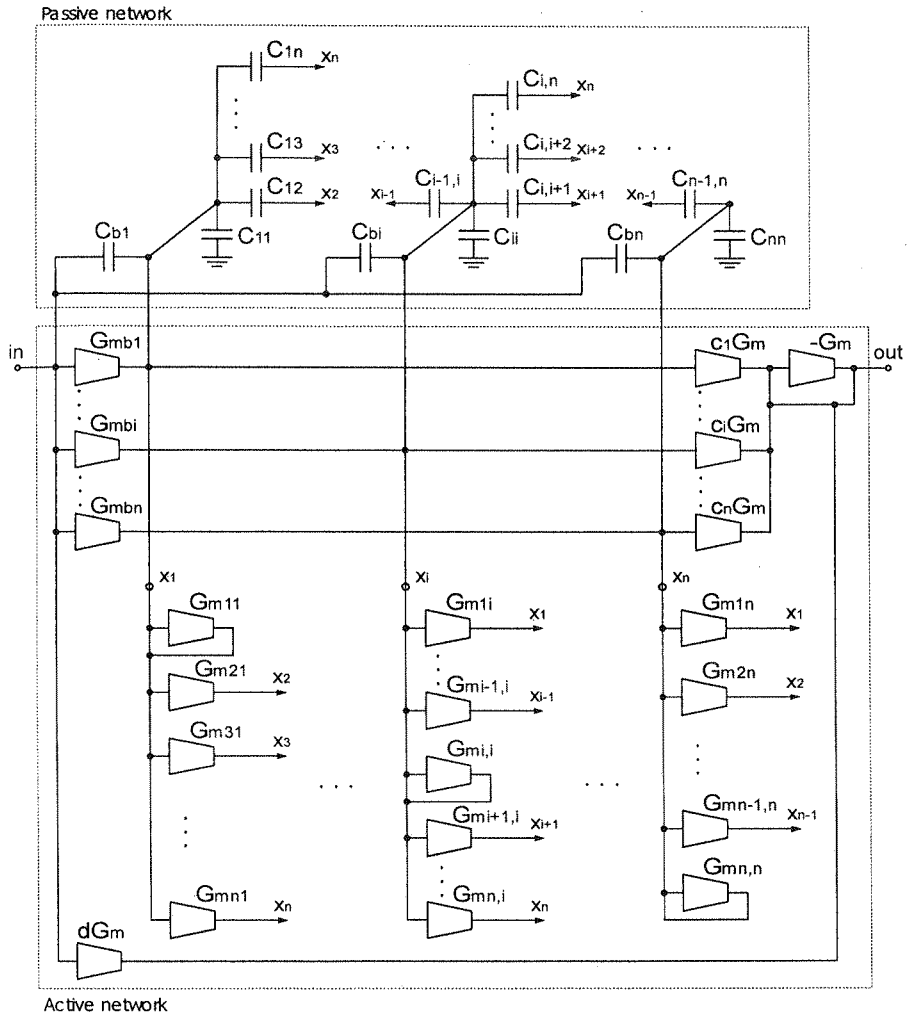 Passive network
C1n xn
Ci,n xn
C13 x3
Ci,i+2 xi+2
C12 x2
xi-1 Ci-1,i
Ci,i+1 xi+1
xn-1 Cn-1,n
Cb1 C11
Cbi Cii
Cbn Cnn
in Gmb1 c1Gm -Gm out
Gmbi ciGm
Gmbn cnGm
x1 xi xn
Gm11 Gm1i x1 Gm1n x1
Gm21 x2 Gmi-1,i xi-1 Gm2n x2
Gm31 x3 Gmi,i
Gmi+1,i xi+1 Gmn-1,n xn-1
Gmn1 xn Gmn,i xn Gmn,n
dGm
Active network